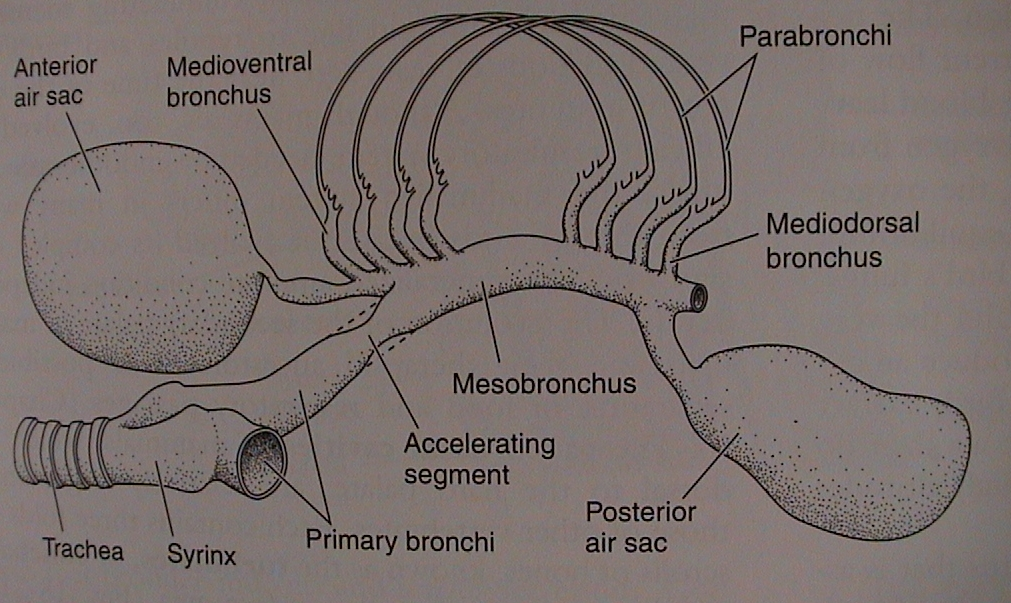 Anterior
air sac
Medioventral
bronchus
Parabronchi
Mediodorsal
bronchus
Mesobronchus
Accelerating
segment
Posterior
air sac
Primary bronchi
Trachea
Syrinx